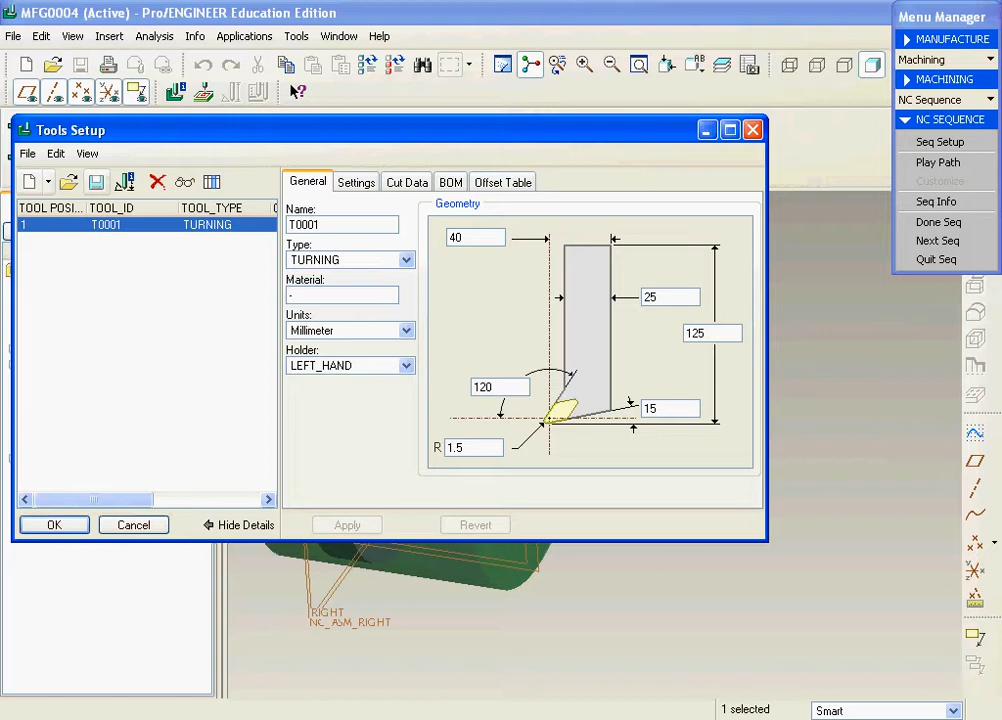 MFG0004 (Active) - Pro/ENGINEER Education Edition
File Edit View Insert Analysis Info Applications Tools Window Help
Menu Manager
MANUFACTURE
Machining
MACHINING
NC Sequence
NC SEQUENCE
Seq Setup
Play Path
Customize
Seq Info
Done Seq
Next Seq
Quit Seq
Tools Setup
File Edit View
TOOL POSI... TOOL_ID TOOL_TYPE
1 T0001 TURNING
General Settings Cut Data BOM Offset Table
Name:
T0001
Type:
TURNING
Material:
-
Units:
Millimeter
Holder:
LEFT_HAND
Geometry
40
25
125
120
15
R 1.5
OK Cancel Hide Details Apply Revert
RIGHT
NC_ASM_RIGHT
1 selected Smart